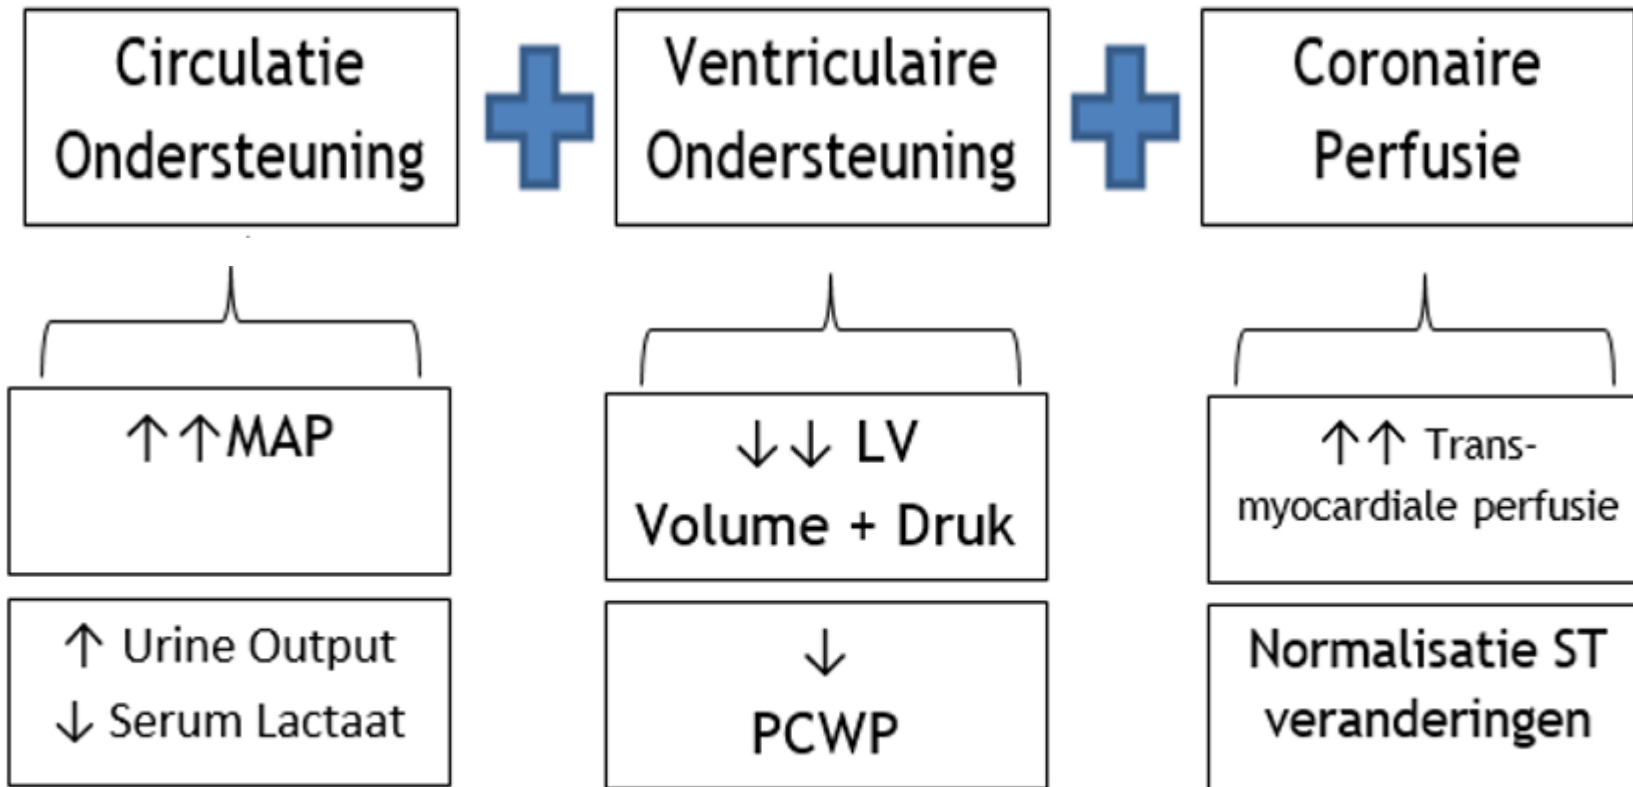 Circulatie
Ondersteuning
Ventriculaire
Ondersteuning
Coronaire
Perfusie
↑↑MAP
↓↓ LV
Volume + Druk
↑↑ Trans-
myocardiale perfusie
↑ Urine Output
↓ Serum Lactaat
↓
PCWP
Normalisatie ST
veranderingen